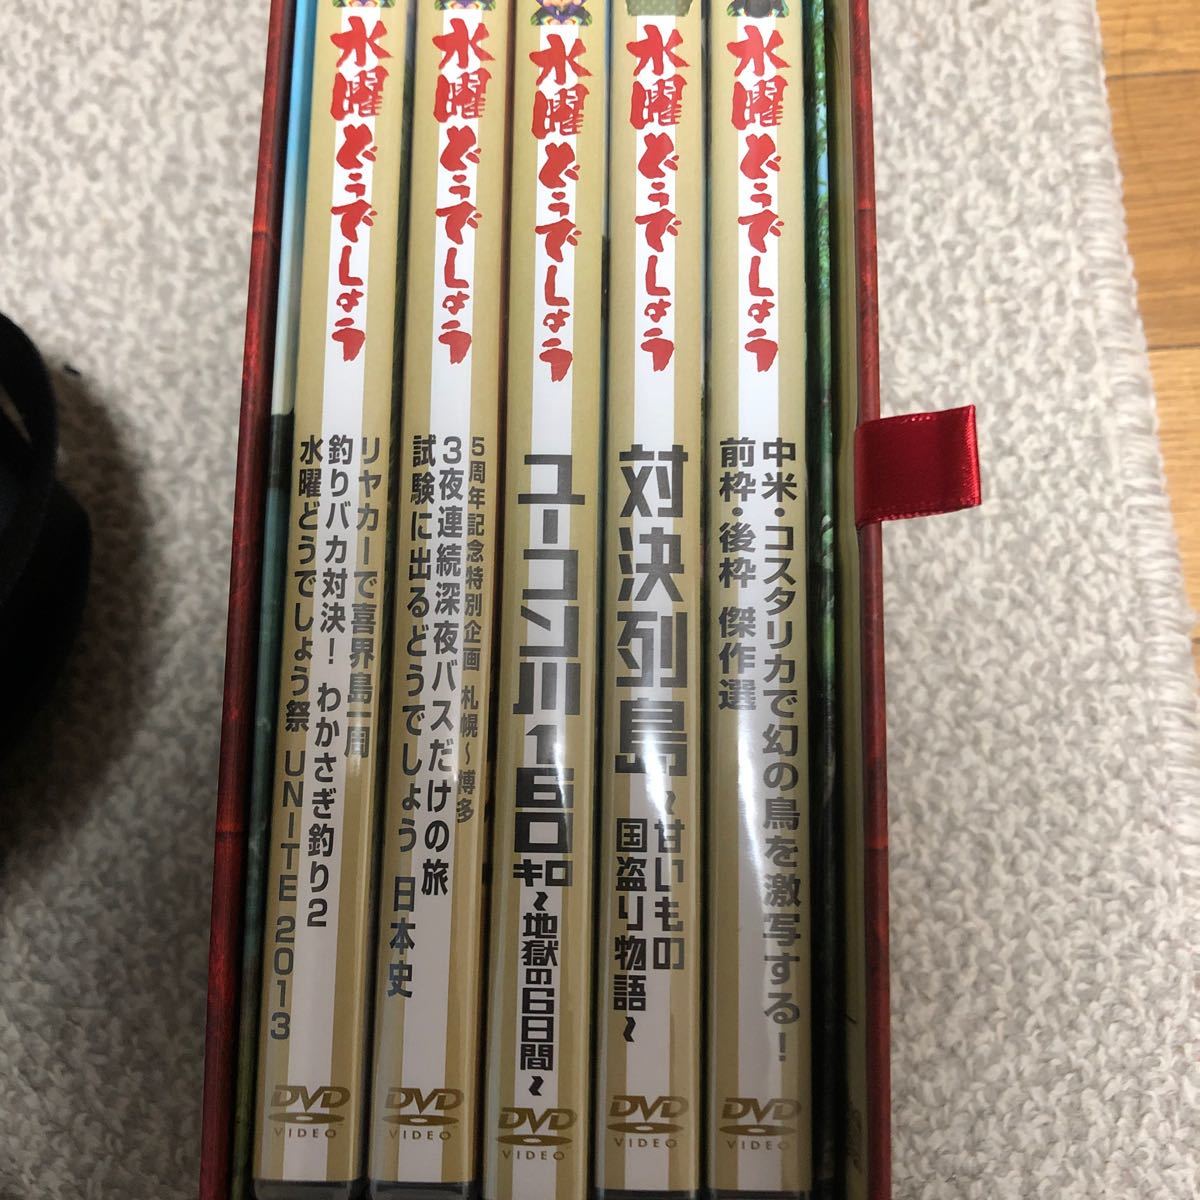 水曜どうでしょう
リヤカーで喜界島一周
釣りバカ対決！わかさぎ釣り2
水曜どうでしょう祭 UNITE 2013
DVD
VIDEO
水曜どうでしょう
5周年記念特別企画 札幌～博多
3夜連続深夜バスだけの旅
試験に出るどうでしょう 日本史
DVD
VIDEO
水曜どうでしょう
ユーコン川160キロ
～地獄の6日間～
DVD
VIDEO
水曜どうでしょう
対決列島
～甘いもの
国盗り物語～
DVD
VIDEO
水曜どうでしょう
中米・コスタリカで幻の鳥を激写する！
前枠・後枠 傑作選
DVD
VIDEO